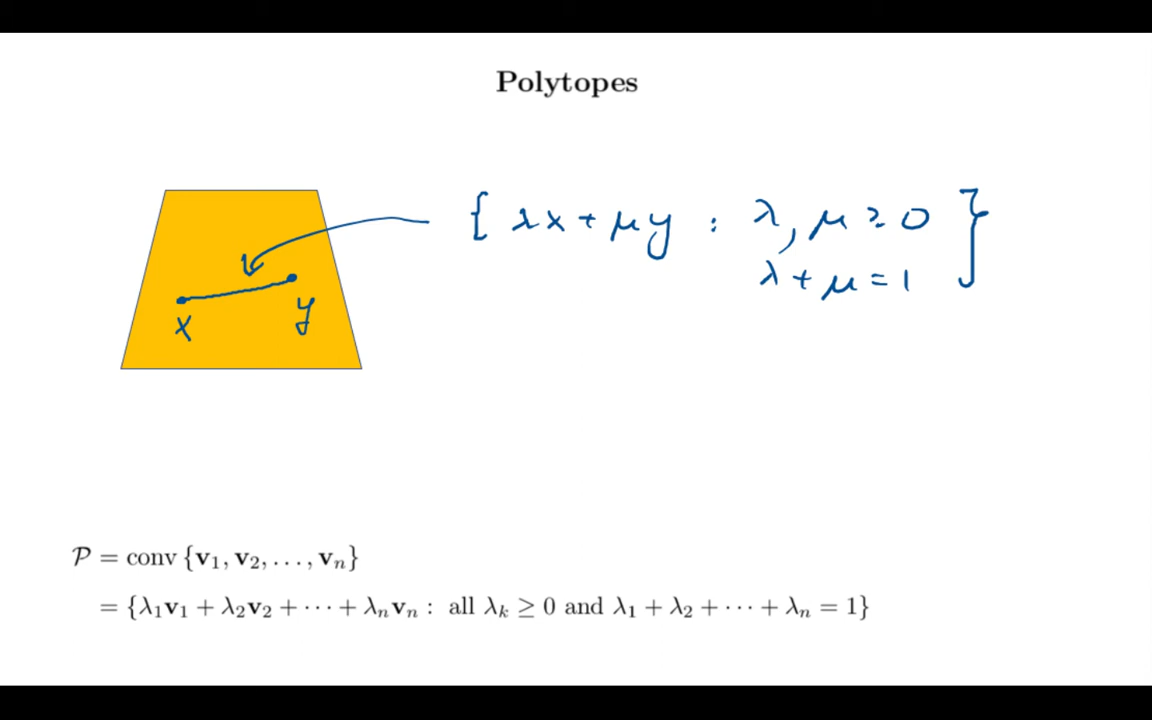 Polytopes
{ λx + μy : λ, μ ≥ 0 }
λ + μ = 1
x
y
𝒫 = conv {v₁, v₂, . . . , vₙ}
= {λ₁v₁ + λ₂v₂ + · · · + λₙvₙ : all λₖ ≥ 0 and λ₁ + λ₂ + · · · + λₙ = 1}